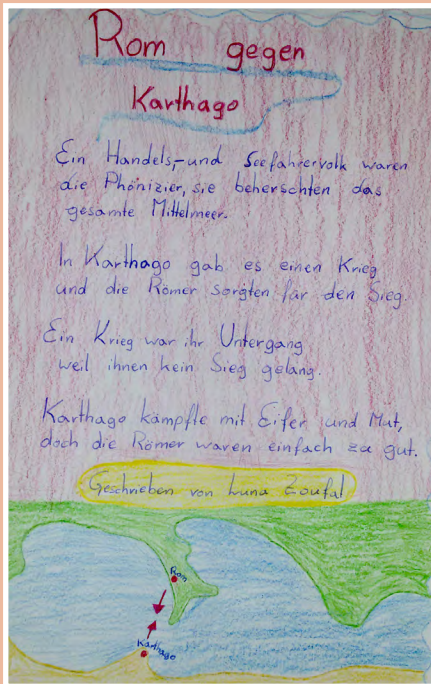 Rom gegen
Karthago
Ein Handels,-und Seefahrervolk waren
die Phönizier, sie beherschten das
gesamte Mittelmeer.
In Karthago gab es einen Krieg
und die Römer sorgten für den Sieg.
Ein Krieg war ihr Untergang
weil ihnen kein Sieg gelang.
Karthago kämpfte mit Eifer und Mut,
doch die Römer waren einfach zu gut.
Geschrieben von Luna Zoufal
Rom
Karthago